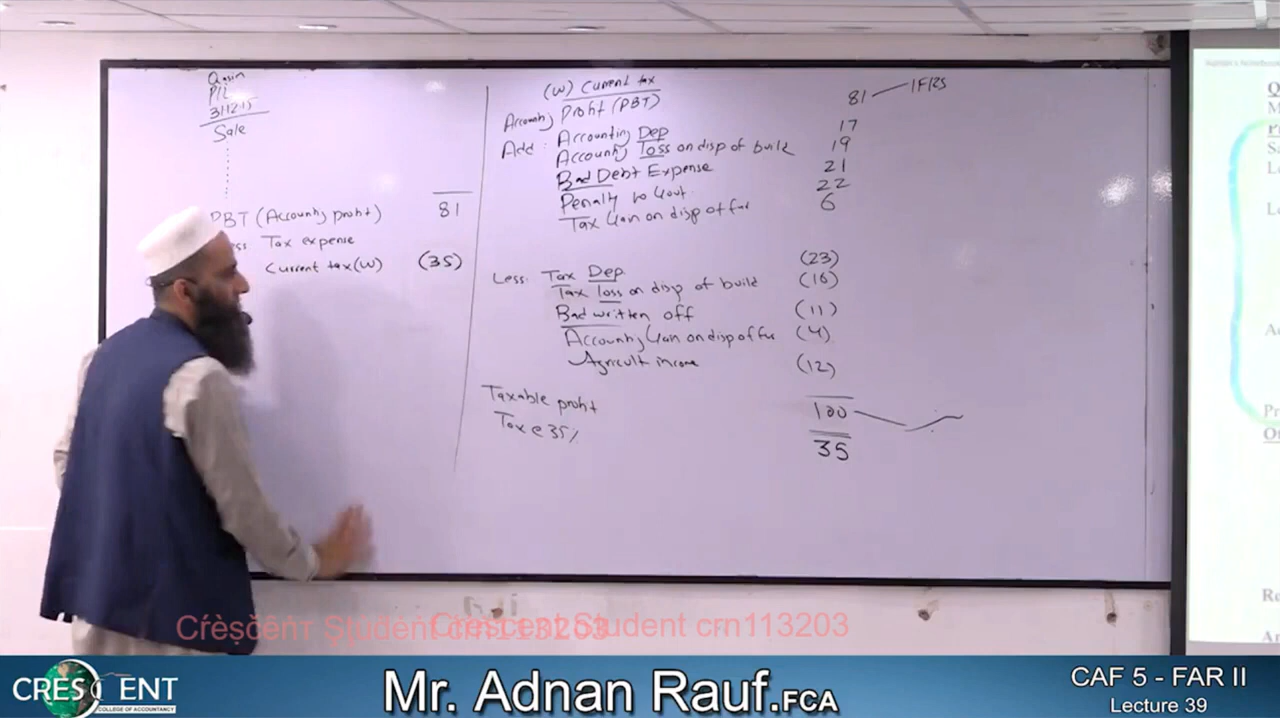 Qasim
P/L
31.12.15
Sale
PBT (Accounting profit) 81
Tax expense
Current tax(W) (35)
(W) Current tax
Accounting Profit (PBT) 81 IFRS
Add: Accounting Dep 17
Accounting Loss on disp of build 19
Bad Debt Expense 21
Penalty to Govt. 22
Tax Gain on disp of fur 6
Less: Tax Dep (23)
Tax loss on disp of build (16)
Bad written off (11)
Accounting Gain on disp of fur (4)
Agricult income (12)
Taxable profit 100
Tax @ 35% 35
Crescent Student crn113203
CRESCENT
COLLEGE OF ACCOUNTANCY
Mr. Adnan Rauf.FCA
CAF 5 - FAR II
Lecture 39